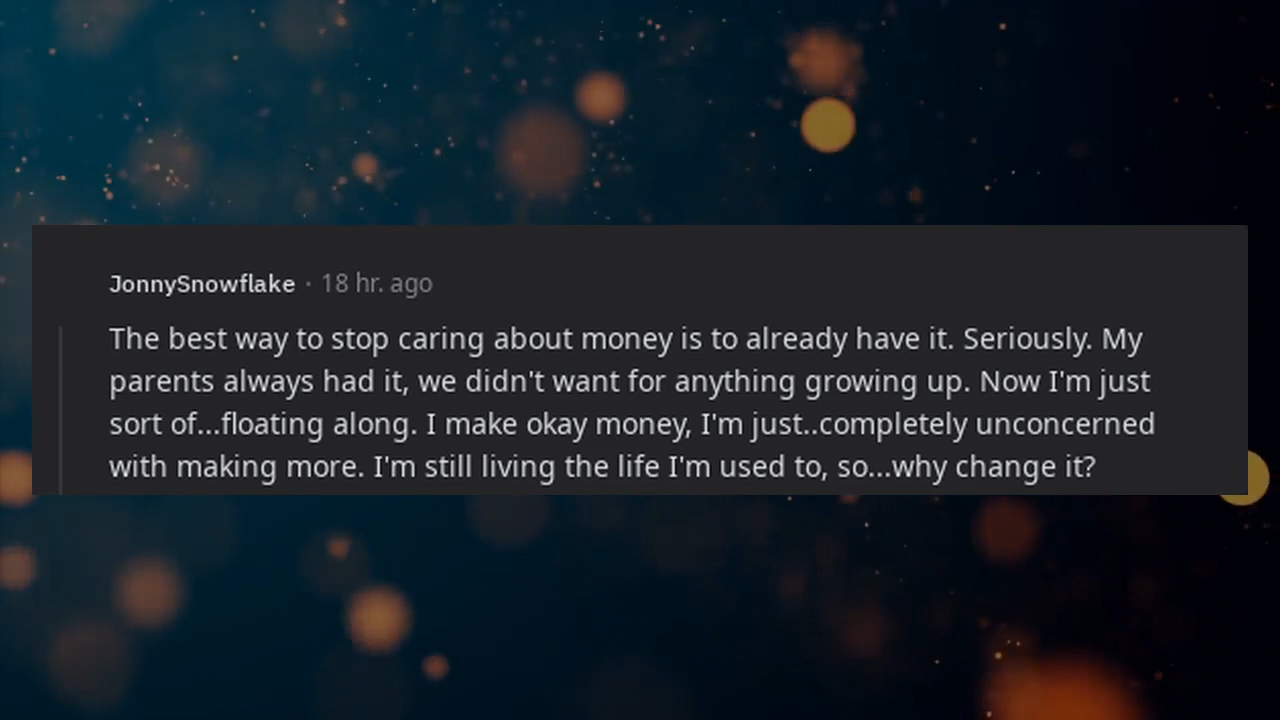 JonnySnowflake · 18 hr. ago
The best way to stop caring about money is to already have it. Seriously. My
parents always had it, we didn't want for anything growing up. Now I'm just
sort of...floating along. I make okay money, I'm just..completely unconcerned
with making more. I'm still living the life I'm used to, so...why change it?